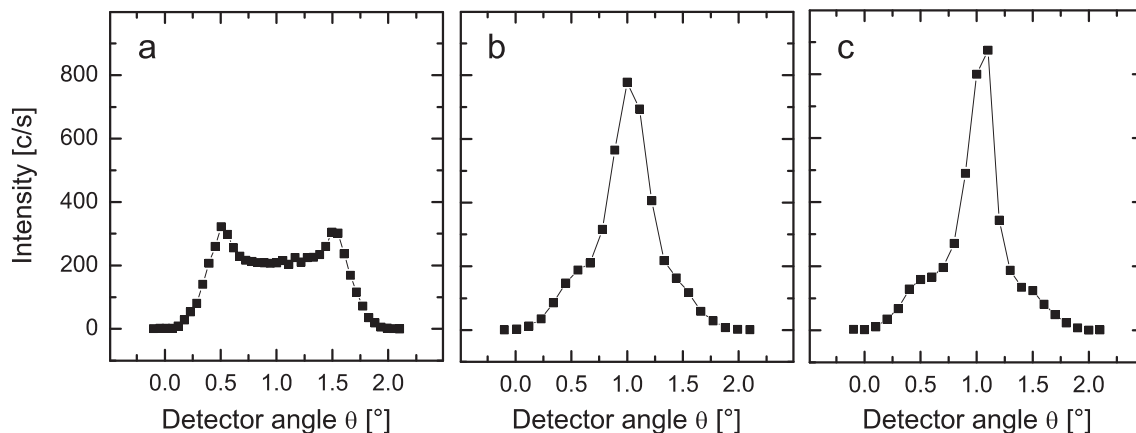 a
b
c
800
600
400
200
0
Intensity [c/s]
0.0 0.5 1.0 1.5 2.0
0.0 0.5 1.0 1.5 2.0
0.0 0.5 1.0 1.5 2.0
Detector angle θ [°]
Detector angle θ [°]
Detector angle θ [°]